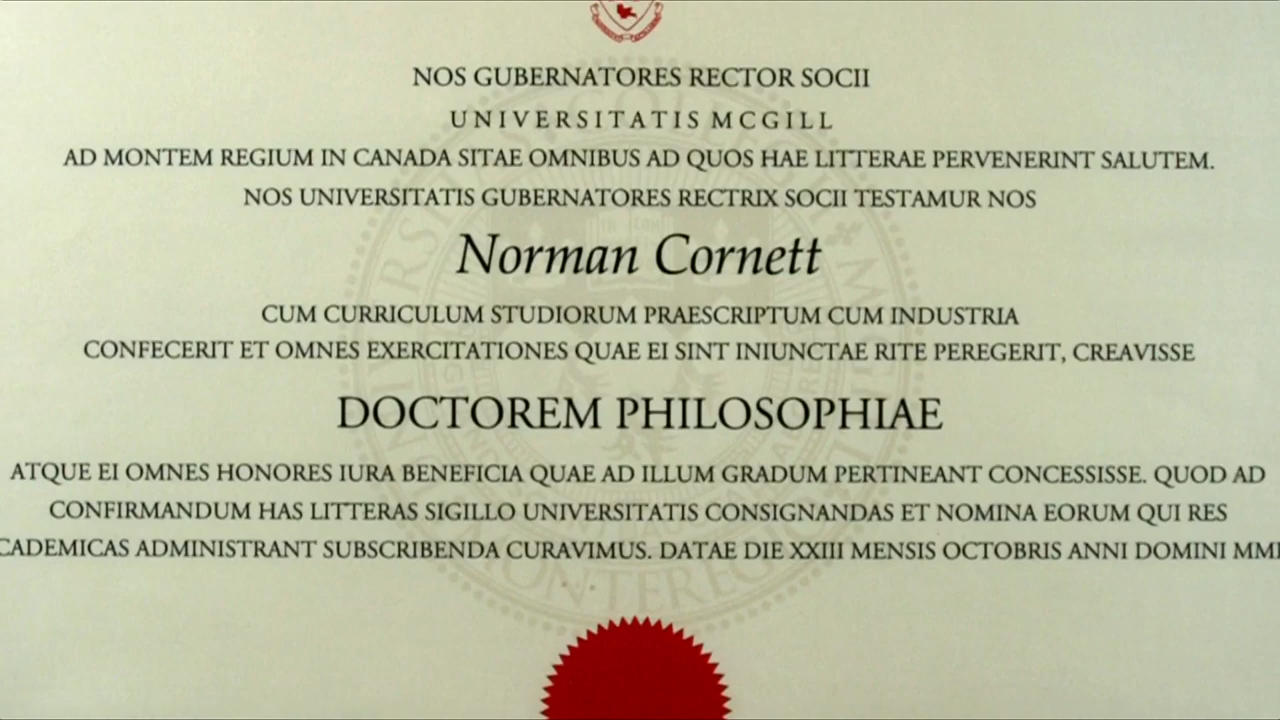 NOS GUBERNATORES RECTOR SOCII
UNIVERSITATIS MCGILL
AD MONTEM REGIUM IN CANADA SITAE OMNIBUS AD QUOS HAE LITTERAE PERVENERINT SALUTEM.
NOS UNIVERSITATIS GUBERNATORES RECTRIX SOCII TESTAMUR NOS
Norman Cornett
CUM CURRICULUM STUDIORUM PRAESCRIPTUM CUM INDUSTRIA
CONFECERIT ET OMNES EXERCITATIONES QUAE EI SINT INIUNCTAE RITE PEREGERIT, CREAVISSE
DOCTOREM PHILOSOPHIAE
ATQUE EI OMNES HONORES IURA BENEFICIA QUAE AD ILLUM GRADUM PERTINEANT CONCESSISSE. QUOD AD
CONFIRMANDUM HAS LITTERAS SIGILLO UNIVERSITATIS CONSIGNANDAS ET NOMINA EORUM QUI RES
CADEMICAS ADMINISTRANT SUBSCRIBENDA CURAVIMUS. DATAE DIE XXIII MENSIS OCTOBRIS ANNI DOMINI